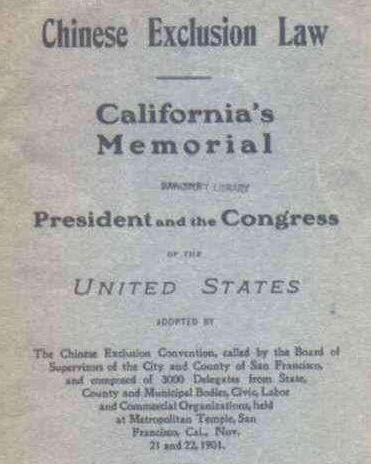 Chinese Exclusion Law
California's
Memorial
BANCROFT LIBRARY
President and the Congress
OF THE
UNITED STATES
ADOPTED BY
The Chinese Exclusion Convention, called by the Board of
Supervisors of the City and County of San Francisco,
and composed of 3000 Delegates from State,
County and Municipal Bodies, Civic, Labor
and Commercial Organizations, held
at Metropolitan Temple, San
Francisco, Cal., Nov.
21 and 22, 1901.